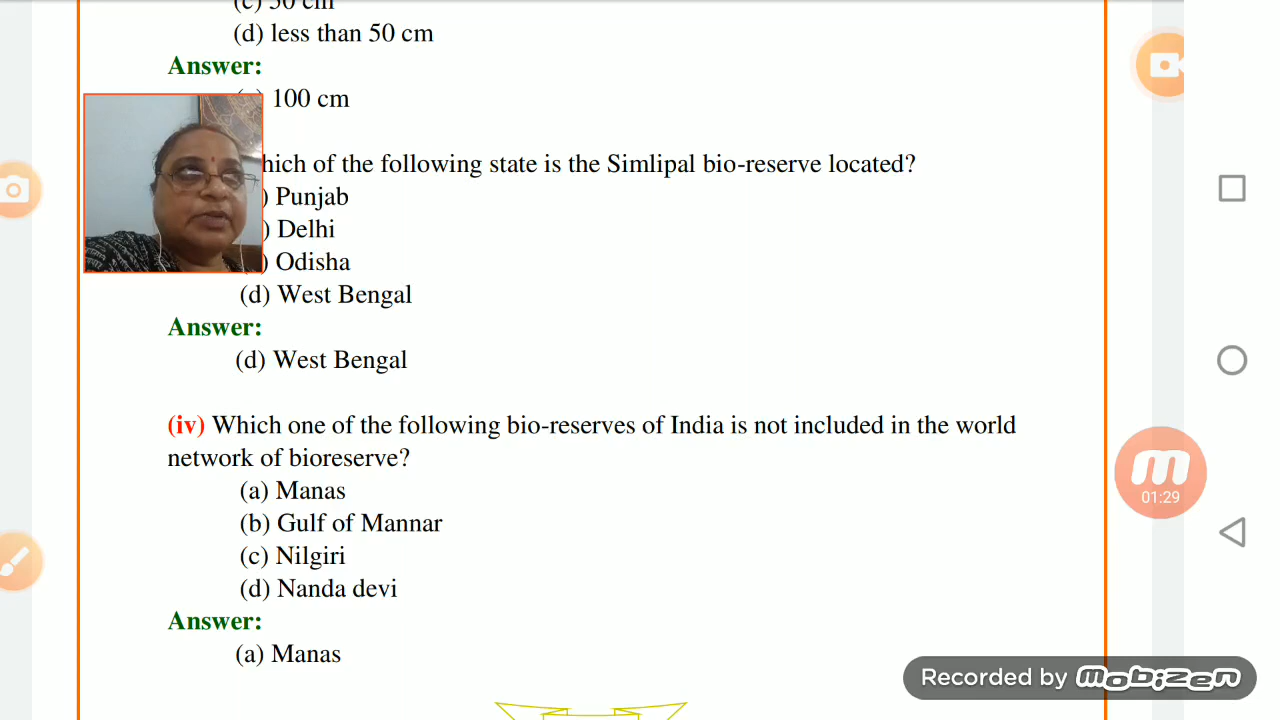 (c) 50 cm
(d) less than 50 cm
Answer:
100 cm
hich of the following state is the Simlipal bio-reserve located?
) Punjab
) Delhi
) Odisha
(d) West Bengal
Answer:
(d) West Bengal
(iv) Which one of the following bio-reserves of India is not included in the world
network of bioreserve?
(a) Manas
(b) Gulf of Mannar
(c) Nilgiri
(d) Nanda devi
Answer:
(a) Manas
01:29
Recorded by Mobizen